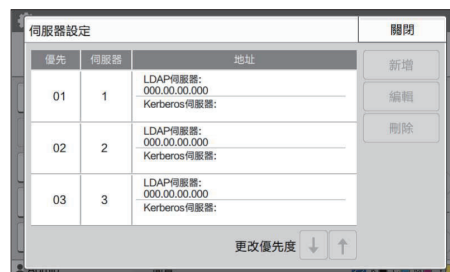 伺服器設定
關閉
優先 伺服器 地址
新增
編輯
刪除
01 1 LDAP伺服器:
000.00.00.000
Kerberos伺服器:
02 2 LDAP伺服器:
000.00.00.000
Kerberos伺服器:
03 3 LDAP伺服器:
000.00.00.000
Kerberos伺服器:
更改優先度 ↓ ↑